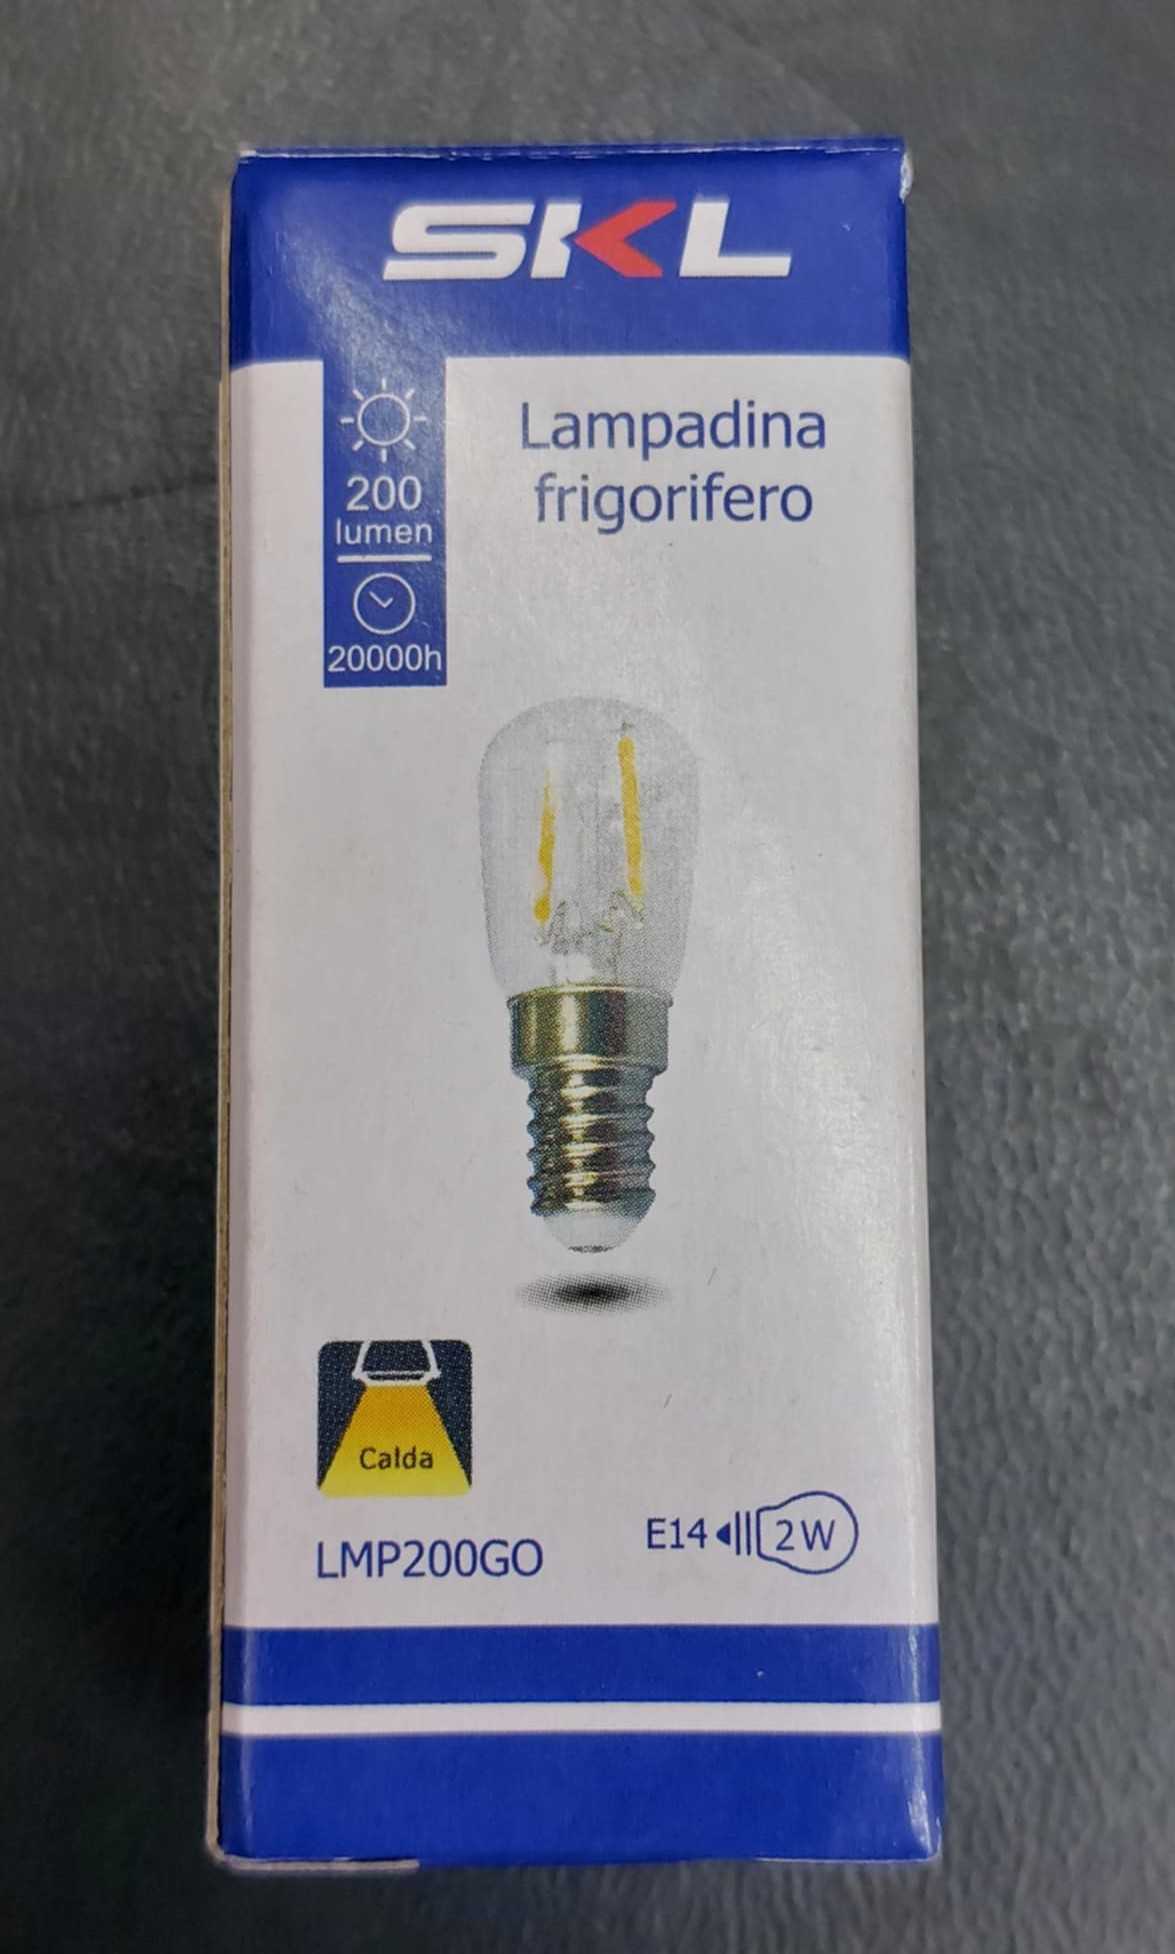 SKL
200
lumen
20000h
Lampadina
frigorifero
Calda
LMP200GO
E14
2W